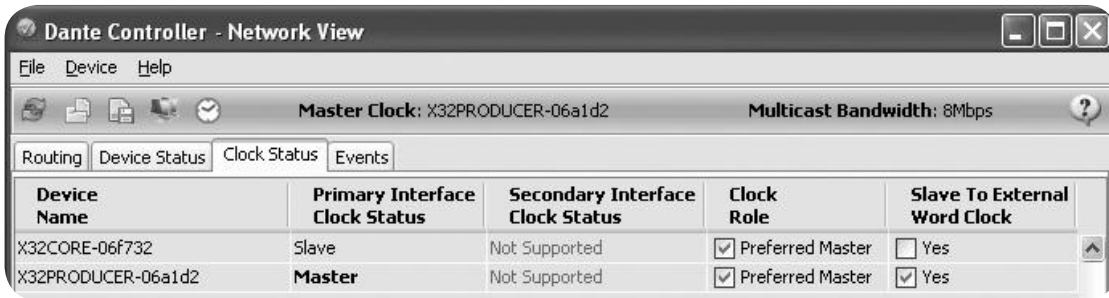 Dante Controller - Network View
File Device Help
Master Clock: X32PRODUCER-06a1d2 Multicast Bandwidth: 8Mbps ?
Routing Device Status Clock Status Events
Device Name Primary Interface Clock Status Secondary Interface Clock Status Clock Role Slave To External Word Clock
X32CORE-06f732 Slave Not Supported Preferred Master Yes
X32PRODUCER-06a1d2 Master Not Supported Preferred Master Yes